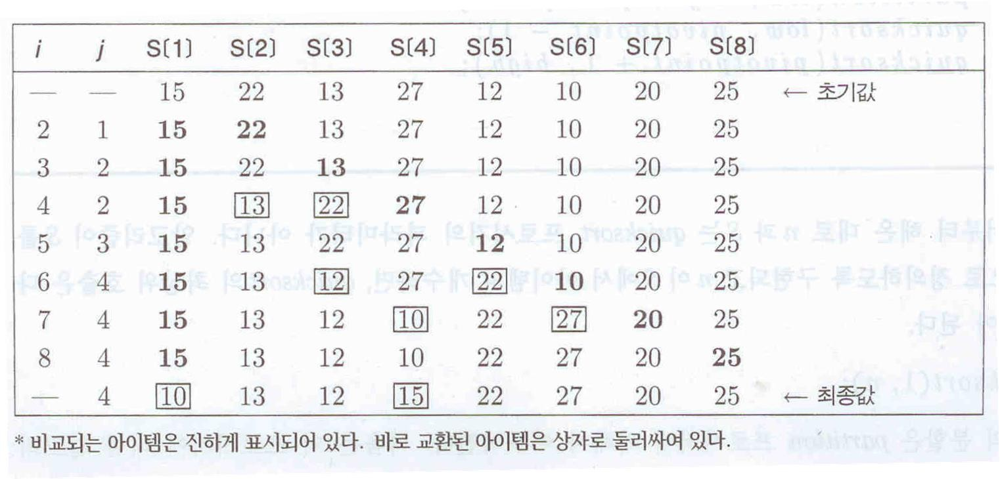 i j S[1] S[2] S[3] S[4] S[5] S[6] S[7] S[8]
— — 15 22 13 27 12 10 20 25 ← 초기값
2 1 15 22 13 27 12 10 20 25
3 2 15 22 13 27 12 10 20 25
4 2 15 13 22 27 12 10 20 25
5 3 15 13 22 27 12 10 20 25
6 4 15 13 12 27 22 10 20 25
7 4 15 13 12 10 22 27 20 25
8 4 15 13 12 10 22 27 20 25
— 4 10 13 12 15 22 27 20 25 ← 최종값
* 비교되는 아이템은 진하게 표시되어 있다. 바로 교환된 아이템은 상자로 둘러싸여 있다.